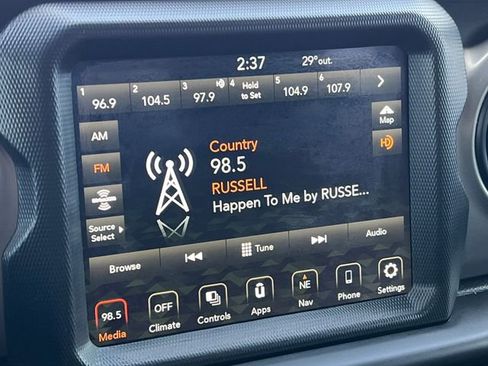 2:37 29° out.
1 96.9 2 104.5 3 97.9 HD 4 Hold to Set 5 104.9 6 107.9
AM
Map
FM
HD
Country
98.5
RUSSELL
Happen To Me by RUSSE...
Source
Select
Browse Tune Audio
98.5 OFF NE
Media Climate Controls Apps Nav Phone Settings